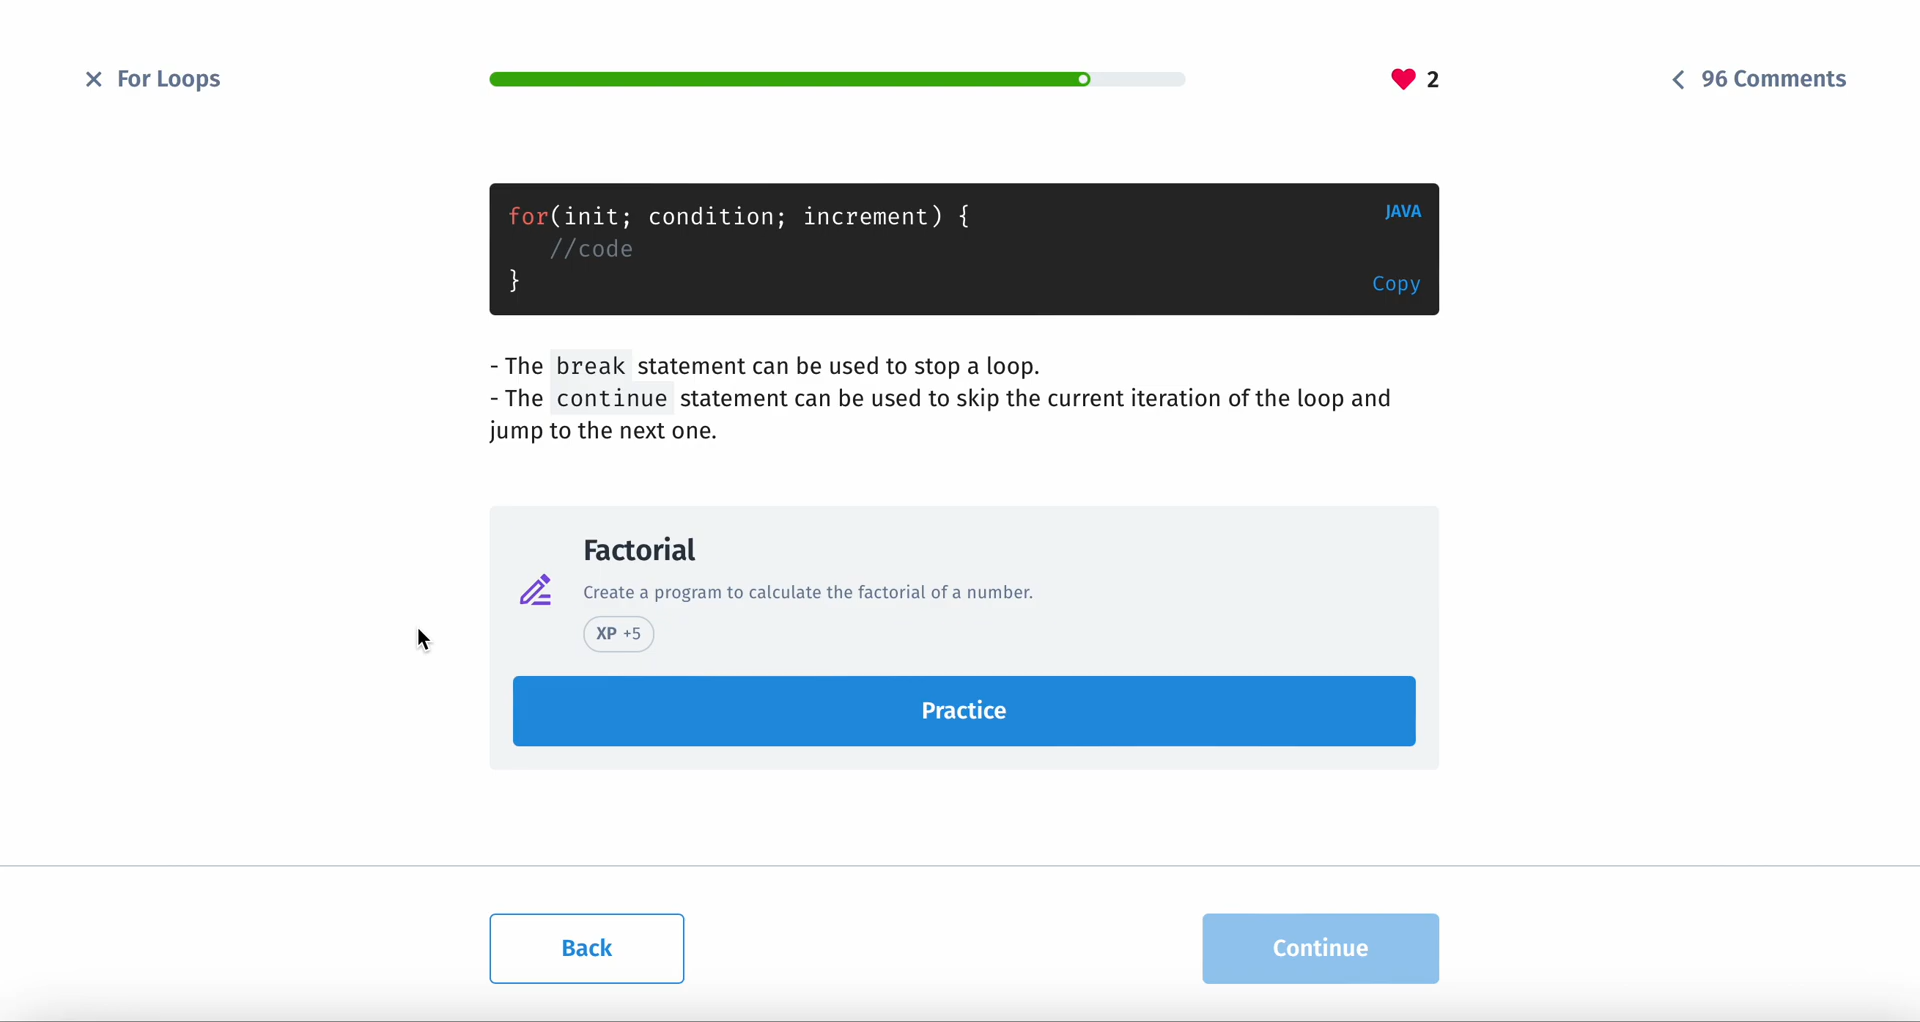 For Loops
2
96 Comments
for(init; condition; increment) {
JAVA
//code
}
Copy
- The break statement can be used to stop a loop.
- The continue statement can be used to skip the current iteration of the loop and
jump to the next one.
Factorial
Create a program to calculate the factorial of a number.
XP +5
Practice
Back
Continue